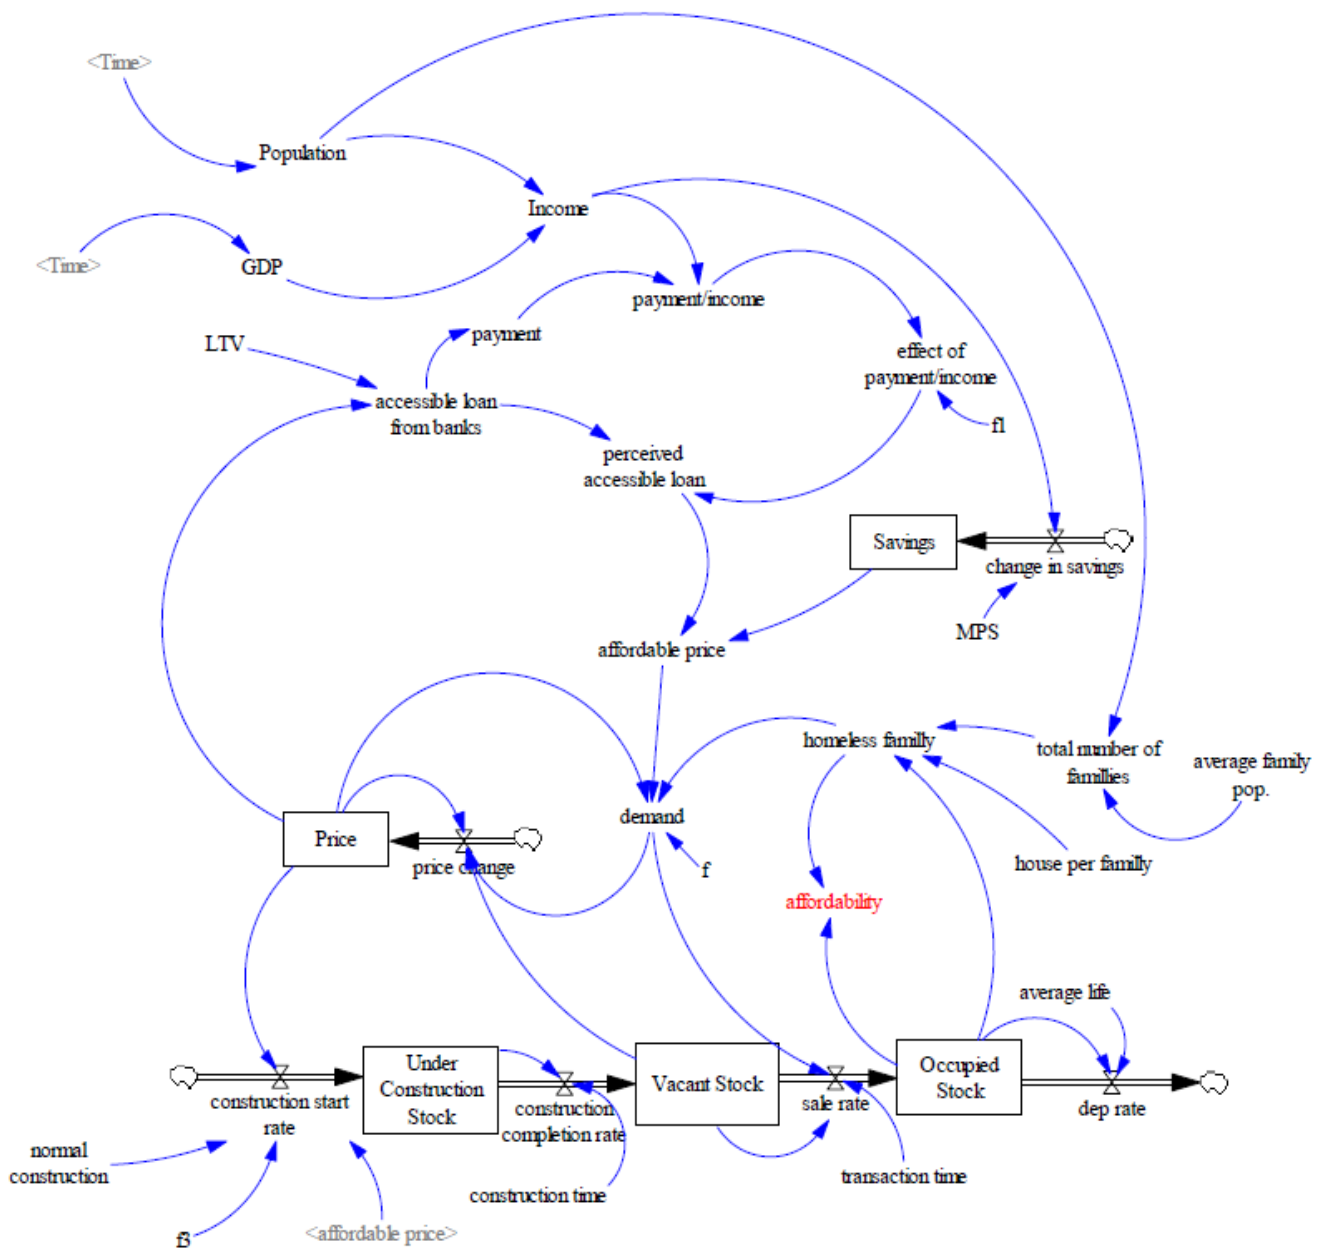 <Time>
Population
Income
<Time>
GDP
payment/income
payment
LTV
effect of
payment/income
accessible loan
from banks
f1
perceived
accessible loan
Savings
change in savings
MPS
affordable price
homeless familly
total number of
famillies
average family
pop.
demand
Price
price change
f
house per familly
affordability
average life
Under
Construction
Stock
Vacant Stock
Occupied
Stock
construction start
rate
construction
completion rate
sale rate
dep rate
normal
construction
construction time
transaction time
f3
<affordable price>